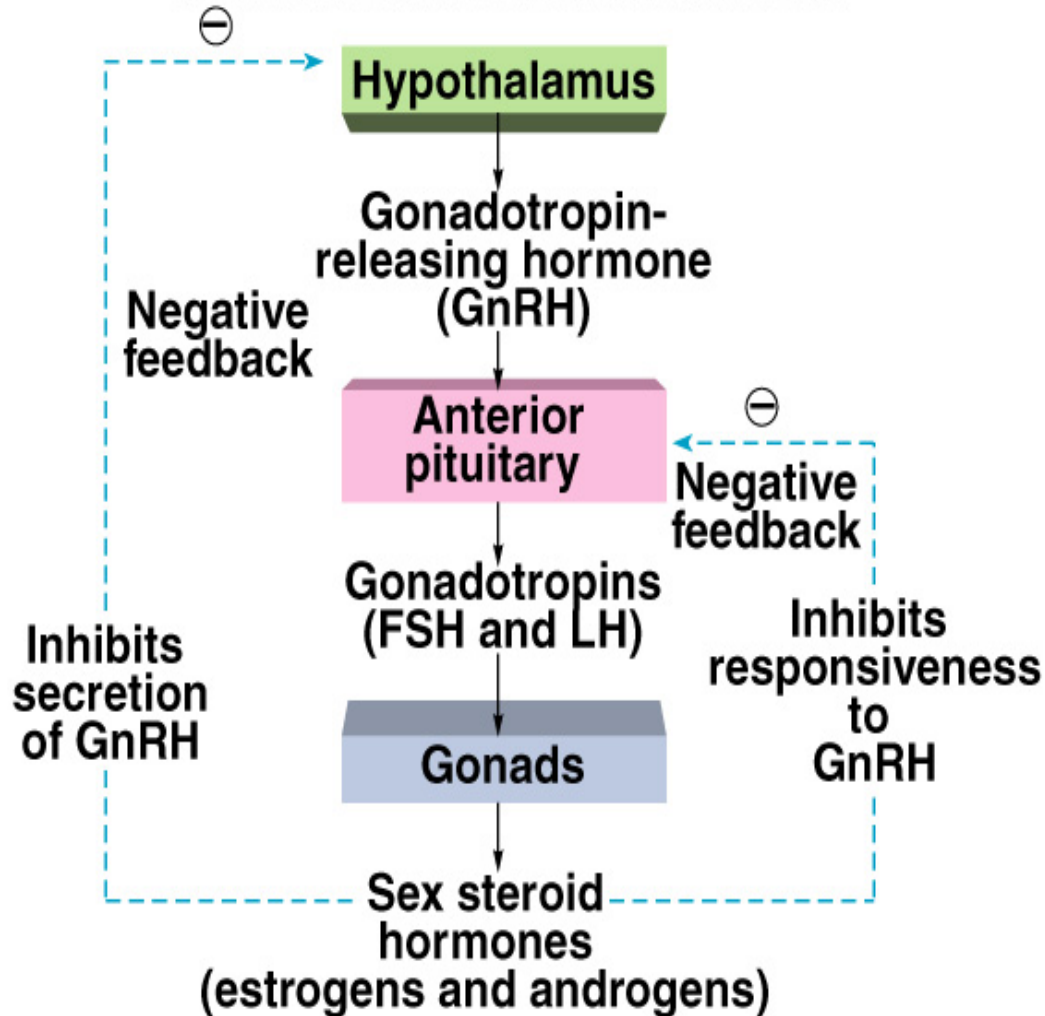 Hypothalamus
Gonadotropin-
releasing hormone
(GnRH)
Negative
feedback
Anterior
pituitary
Negative
feedback
Gonadotropins
(FSH and LH)
Inhibits
secretion
of GnRH
Inhibits
responsiveness
to
GnRH
Gonads
Sex steroid
hormones
(estrogens and androgens)